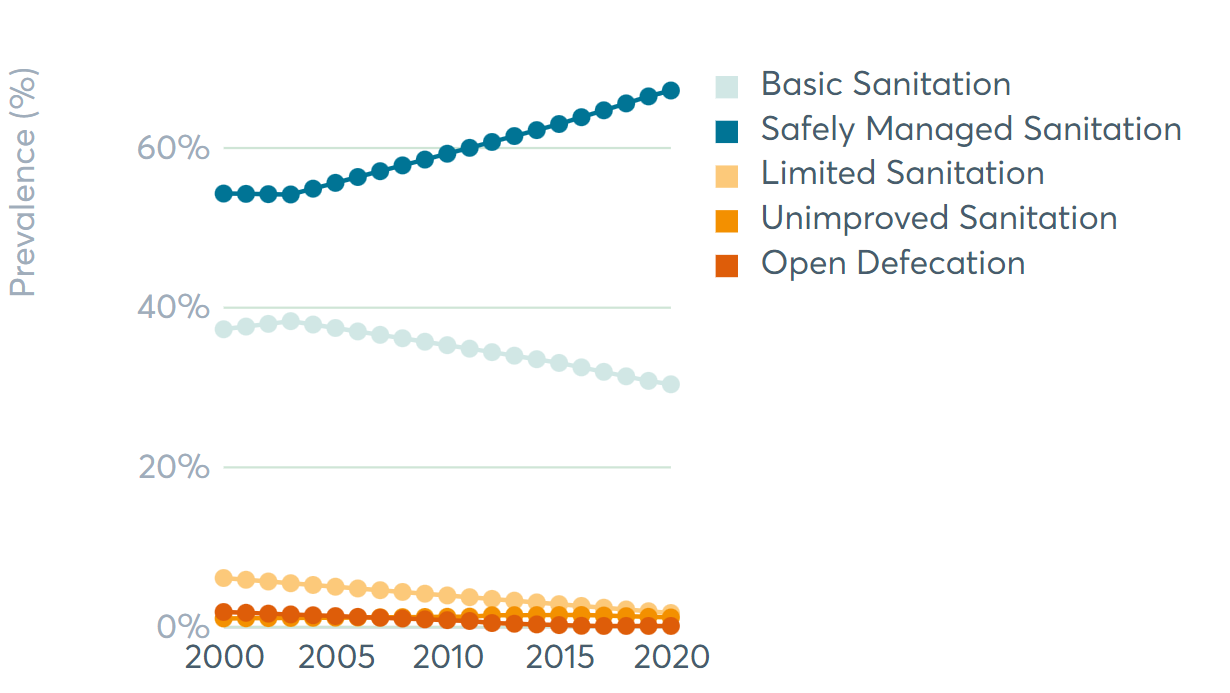 Prevalence (%)
60%
40%
20%
0%
2000 2005 2010 2015 2020
Basic Sanitation
Safely Managed Sanitation
Limited Sanitation
Unimproved Sanitation
Open Defecation